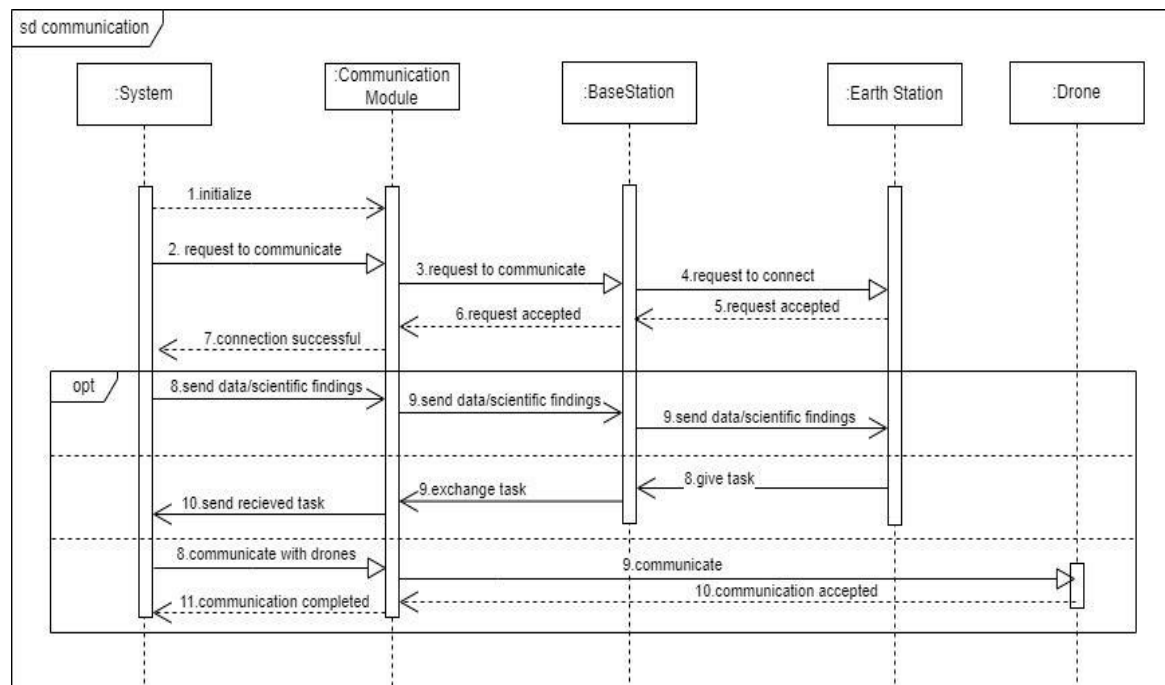 sd communication
:System
:Communication
Module
:BaseStation
:Earth Station
:Drone
1.initialize
2. request to communicate
3.request to communicate
4.request to connect
5.request accepted
6.request accepted
7.connection successful
opt
8.send data/scientific findings
9.send data/scientific findings
9.send data/scientific findings
8.give task
9.exchange task
10.send recieved task
8.communicate with drones
9.communicate
10.communication accepted
11.communication completed